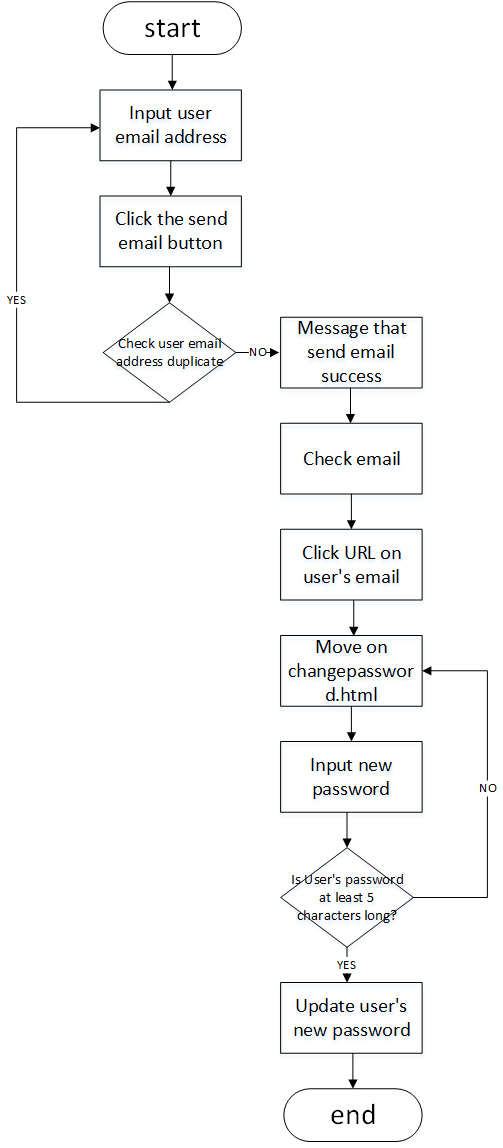 start
Input user
email address
Click the send
email button
YES
Check user email
address duplicate
NO
Message that
send email
success
Check email
Click URL on
user's email
Move on
changepasswor
d.html
Input new
password
NO
Is User's password
at least 5
characters long?
YES
Update user's
new password
end